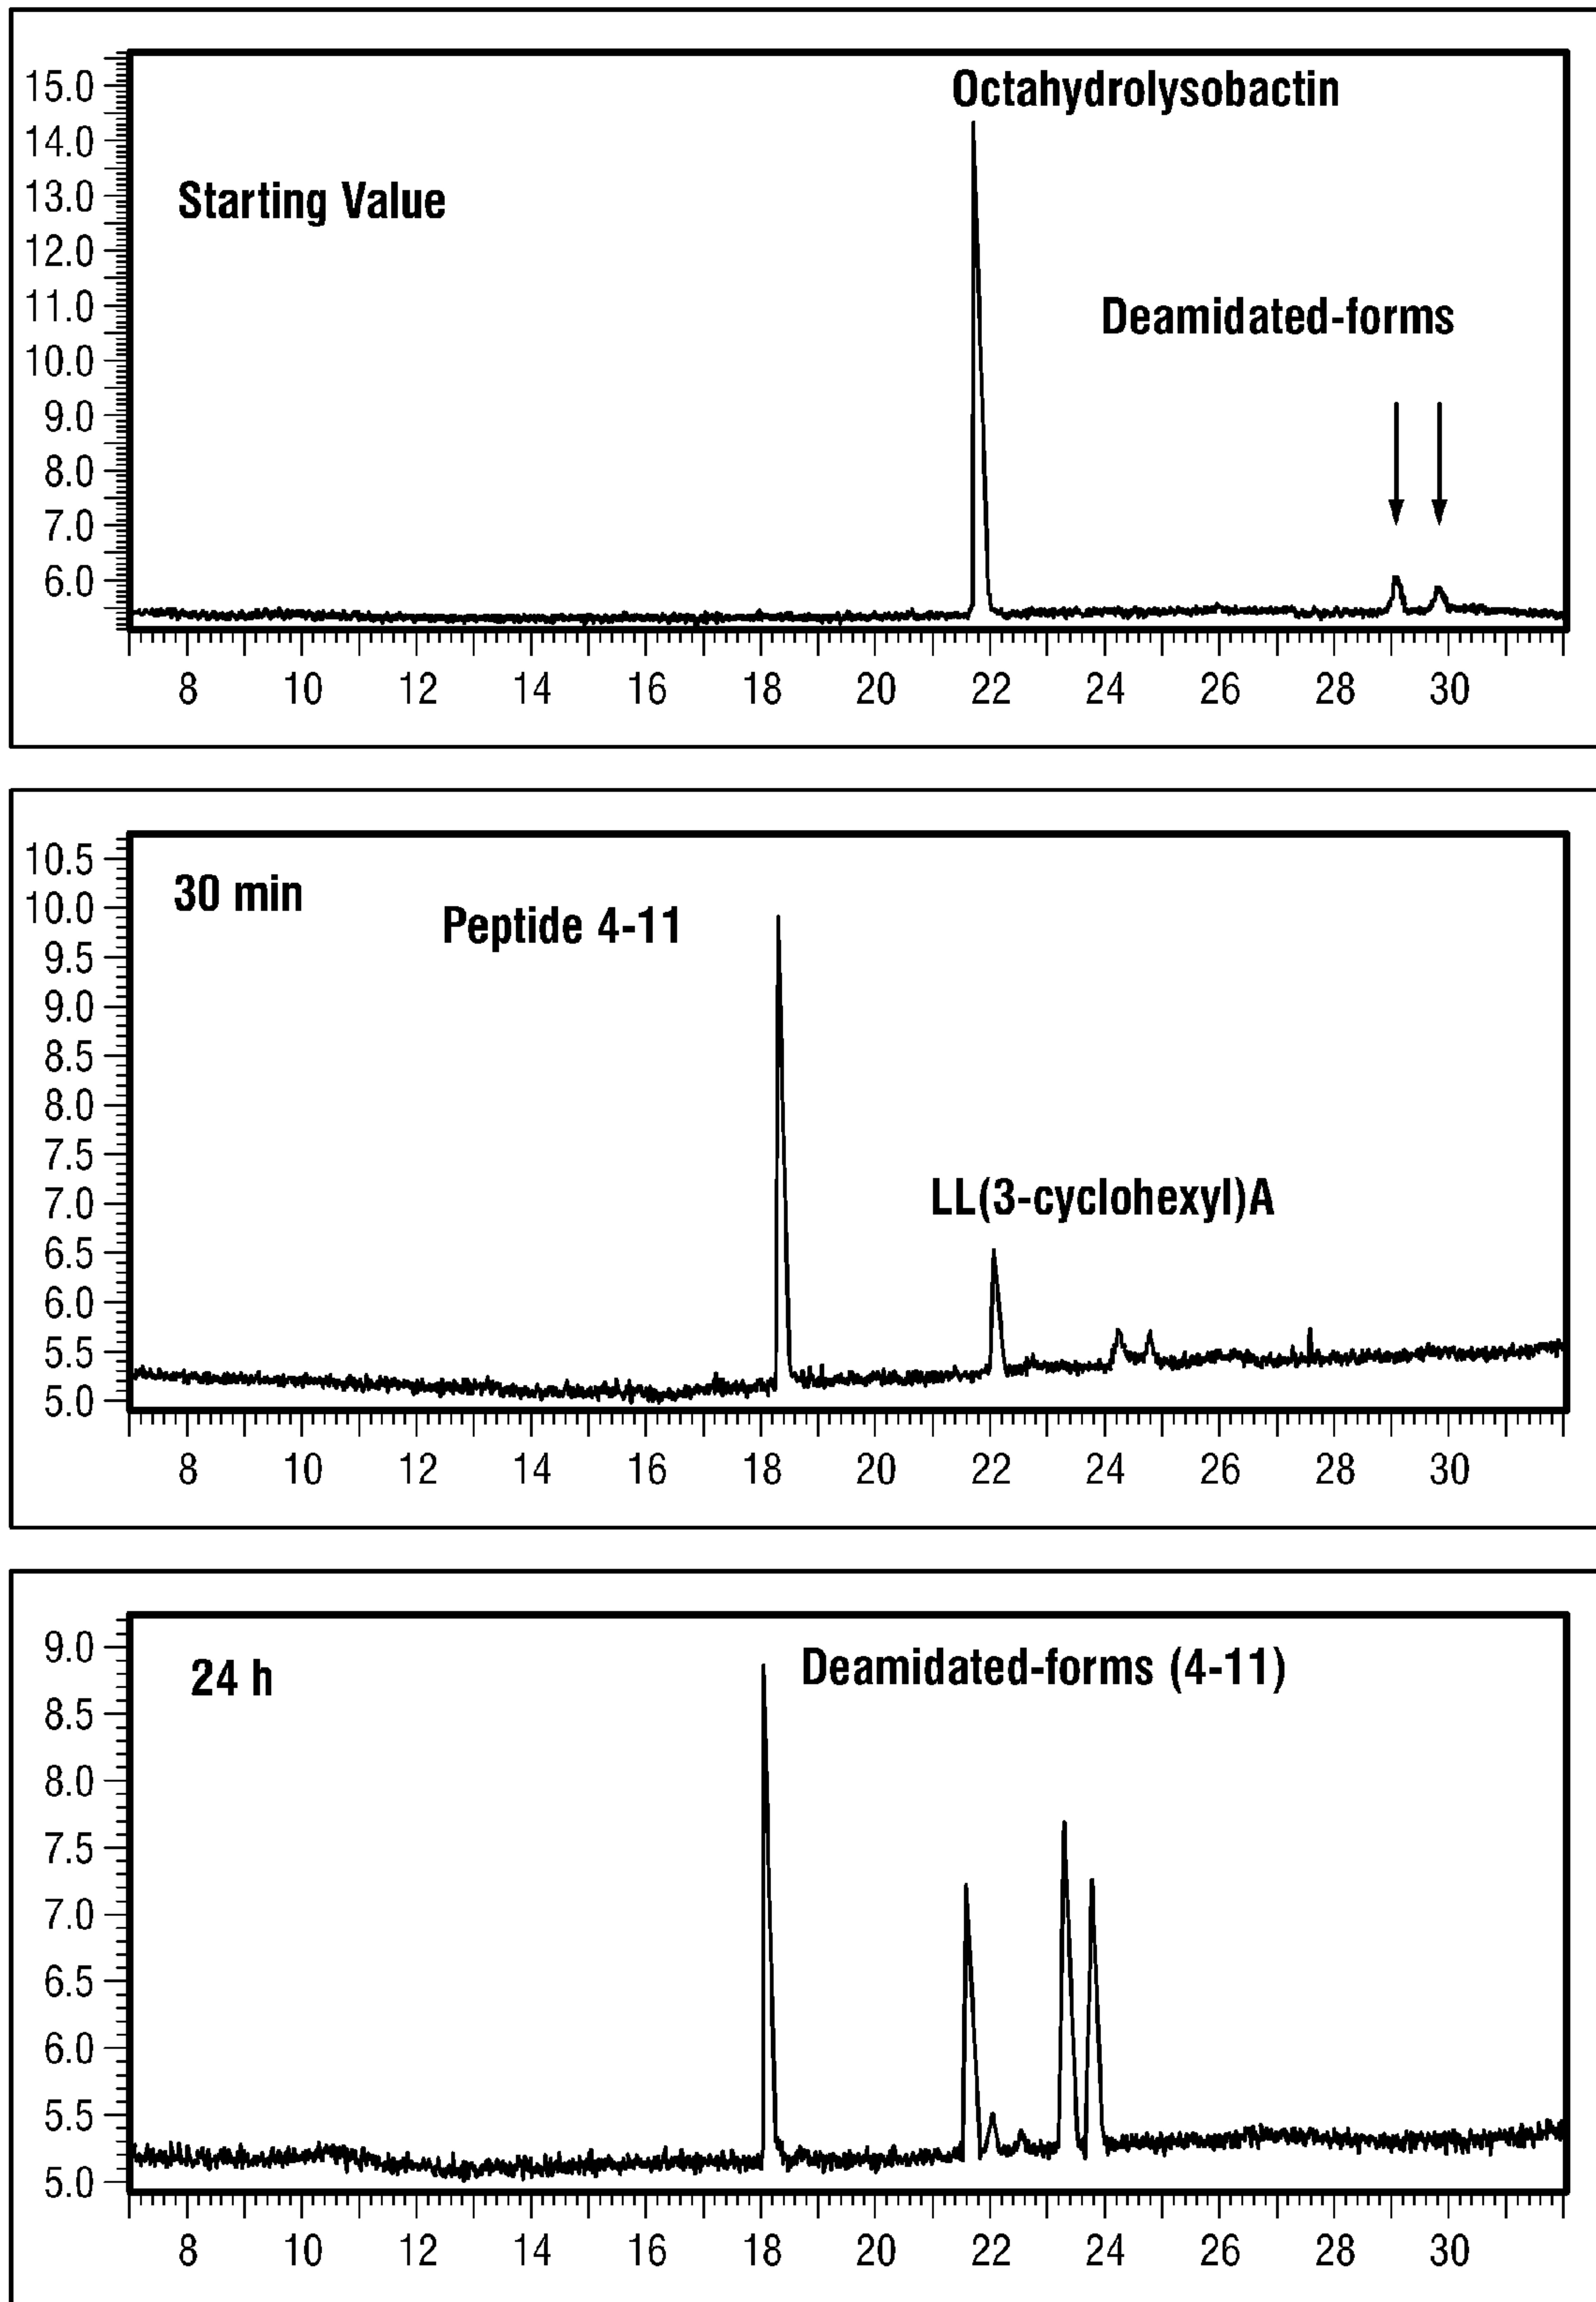 Octahydrolysobactin
15.0
14.0
Starting Value
13.0
12.0
11.0
Deamidated-forms
10.0
9.0
8.0
7.0
6.0
8 10 12 14 16 18 20 22 24 26 28 30
10.5
30 min
10.0
Peptide 4-11
9.5
9.0
8.5
8.0
7.5
7.0
LL(3-cyclohexyl)A
6.5
6.0
5.5
5.0
8 10 12 14 16 18 20 22 24 26 28 30
9.0
Deamidated-forms (4-11)
24 h
8.5
8.0
7.5
7.0
6.5
6.0
5.5
5.0
8 10 12 14 16 18 20 22 24 26 28 30